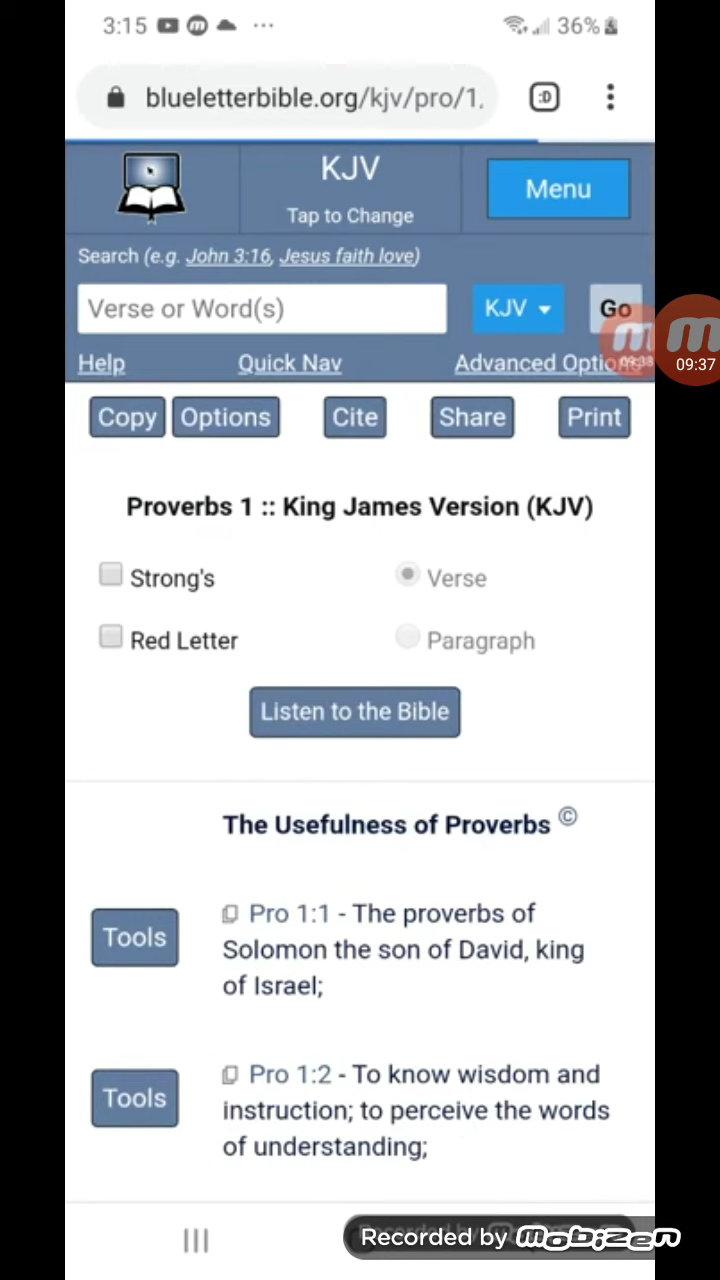 3:15 ··· 36%
blueletterbible.org/kjv/pro/1. :D
KJV
Tap to Change
Menu
Search (e.g. John 3:16, Jesus faith love)
Verse or Word(s) KJV Go
09:38 09:37
Help Quick Nav Advanced Options
Copy Options Cite Share Print
Proverbs 1 :: King James Version (KJV)
Strong's Verse
Red Letter Paragraph
Listen to the Bible
The Usefulness of Proverbs ©
Tools
Pro 1:1 - The proverbs of
Solomon the son of David, king
of Israel;
Tools
Pro 1:2 - To know wisdom and
instruction; to perceive the words
of understanding;
Recorded by mobizen